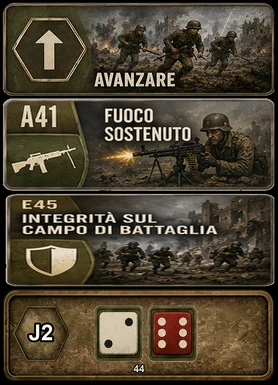 AVANZARE
A41
FUOCO
SOSTENUTO
E45
INTEGRITÀ SUL
CAMPO DI BATTAGLIA
J2
44